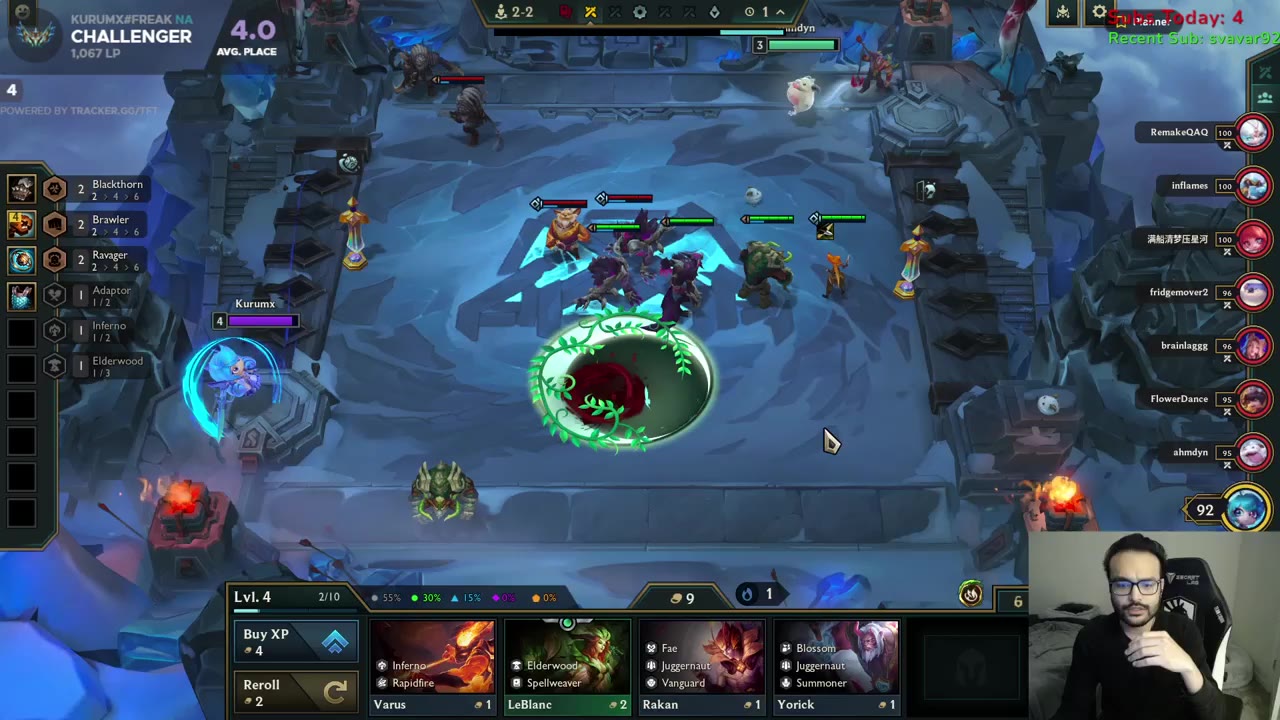 KURUMX#FREAK NA
CHALLENGER
1,067 LP
4.0
AVG. PLACE
4
POWERED BY TRACKER.GG/TFT
2-2
1
Subs Today: 4
Recent Sub: svavar92
3
4
Kurumx
2 Blackthorn
2 > 4 > 6
2 Brawler
2 > 4 > 6
2 Ravager
2 > 4 > 6
1 Adaptor
1 / 2
1 Inferno
1 / 2
1 Elderwood
1 / 3
RemakeQAQ 100
inflames 100
满船清梦压星河 100
fridgemover2 96
brainlaggg 96
FlowerDance 95
ahmdyn 95
92
Lvl. 4 2/10
55% 30% 15% 0% 0%
9
1
6
Buy XP
4
Reroll
2
Inferno
Rapidfire
Varus 1
Elderwood
Spellweaver
LeBlanc 2
Fae
Juggernaut
Vanguard
Rakan 1
Blossom
Juggernaut
Summoner
Yorick 1
SECRET
LAB